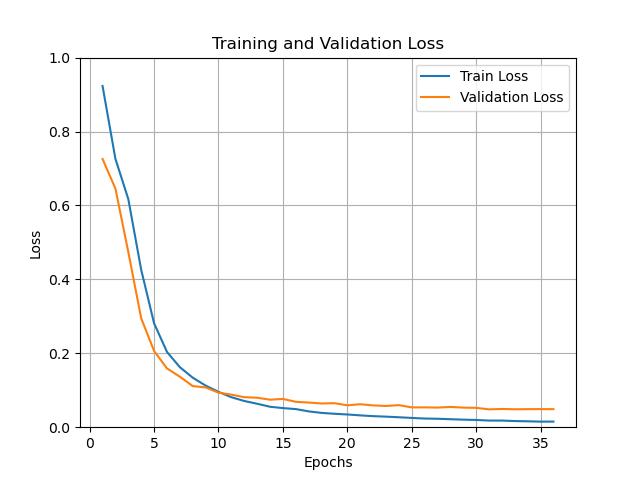 Training and Validation Loss
Train Loss
Validation Loss
1.0
0.8
0.6
0.4
0.2
0.0
Loss
0 5 10 15 20 25 30 35
Epochs